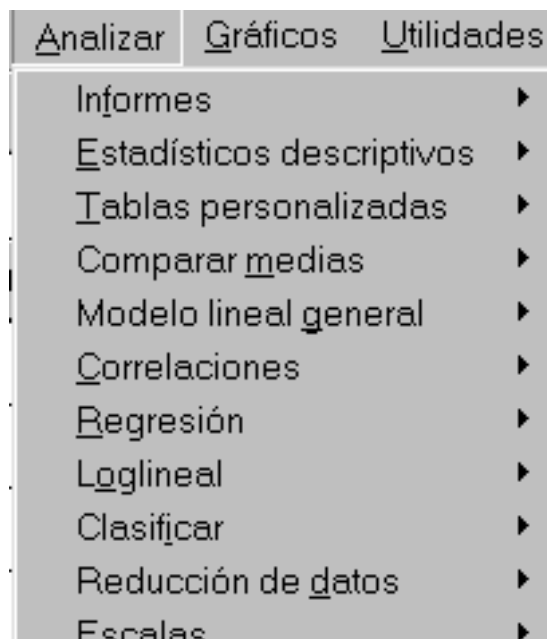 Analizar Gráficos Utilidades
Informes
Estadísticos descriptivos
Tablas personalizadas
Comparar medias
Modelo lineal general
Correlaciones
Regresión
Loglineal
Clasificar
Reducción de datos
Escalas